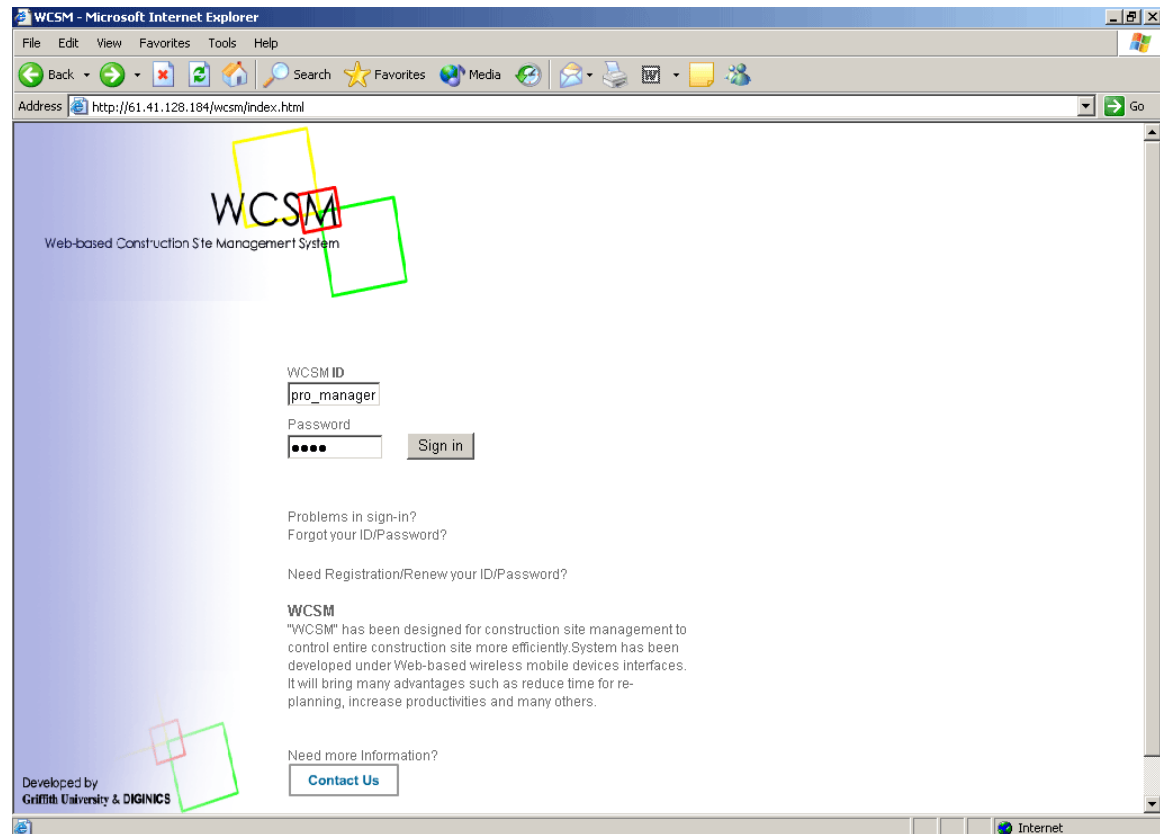 WCSM - Microsoft Internet Explorer
File Edit View Favorites Tools Help
Back Search Favorites Media
Address http://61.41.128.184/wcsm/index.html Go
WCSM
Web-based Construction Site Management System
WCSM ID
pro_manager
Password
●●●● Sign in
Problems in sign-in?
Forgot your ID/Password?
Need Registration/Renew your ID/Password?
WCSM
"WCSM" has been designed for construction site management to
control entire construction site more efficiently.System has been
developed under Web-based wireless mobile devices interfaces.
It will bring many advantages such as reduce time for re-
planning, increase productivities and many others.
Need more Information?
Contact Us
Developed by
Griffith University & DIGINICS
Internet